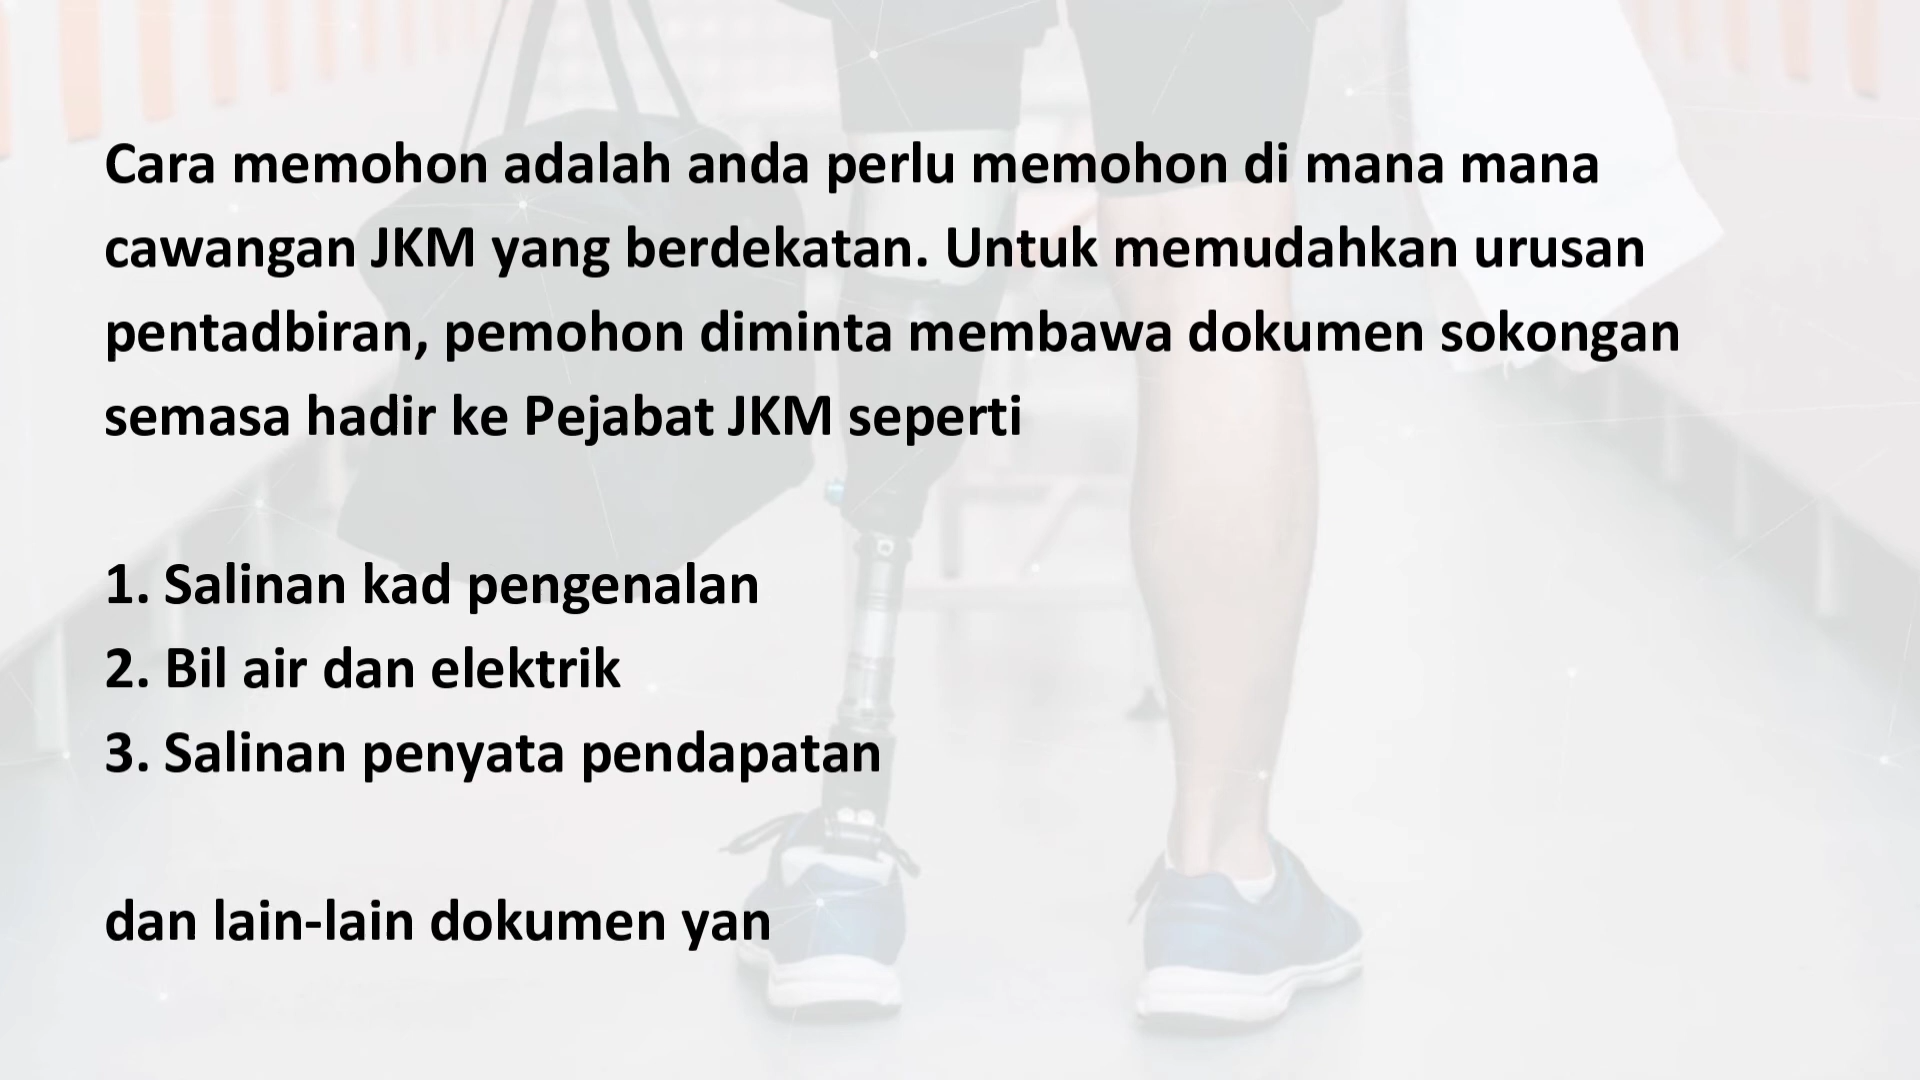 Cara memohon adalah anda perlu memohon di mana mana
cawangan JKM yang berdekatan. Untuk memudahkan urusan
pentadbiran, pemohon diminta membawa dokumen sokongan
semasa hadir ke Pejabat JKM seperti
1. Salinan kad pengenalan
2. Bil air dan elektrik
3. Salinan penyata pendapatan
dan lain-lain dokumen yan